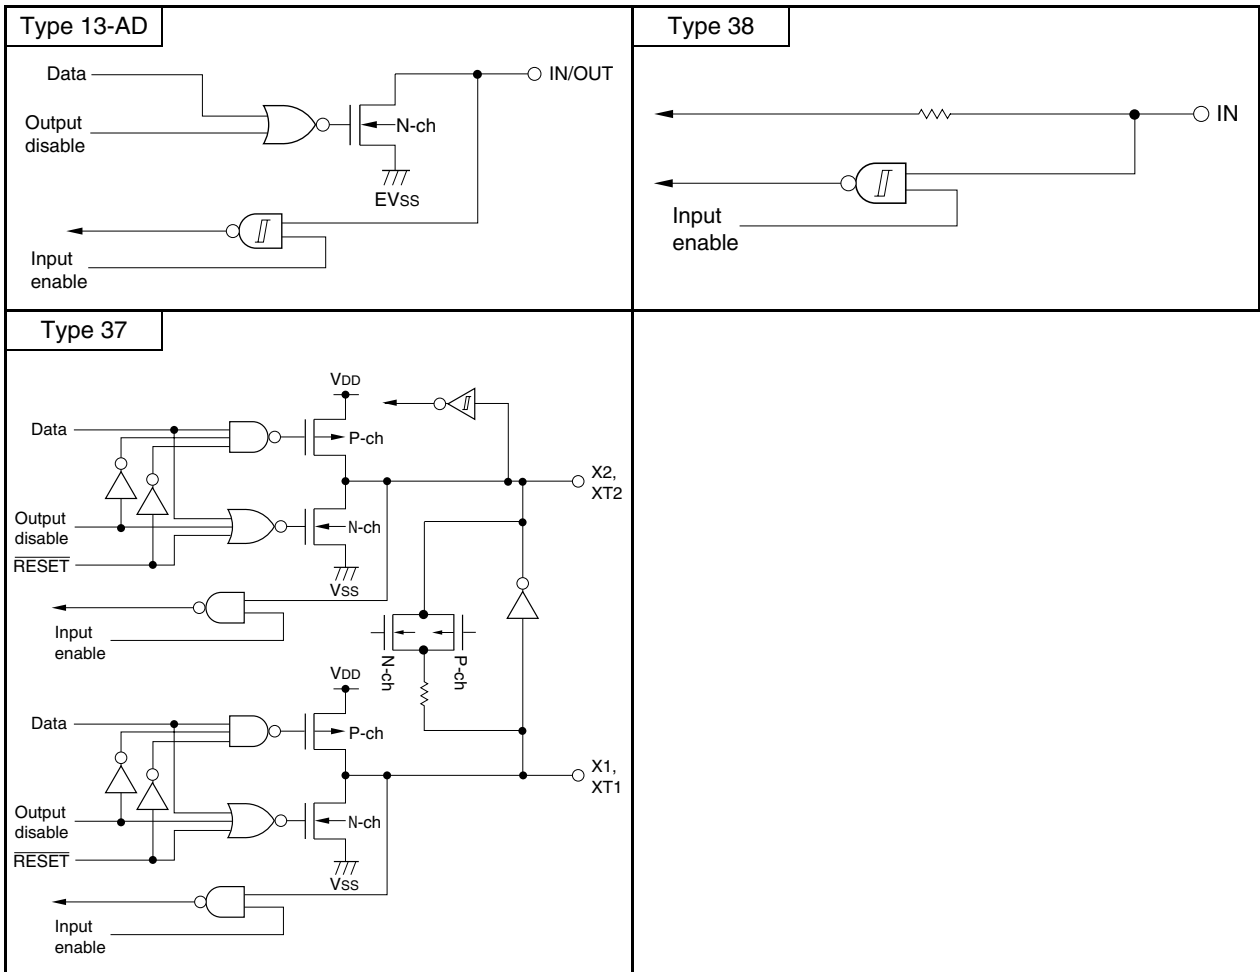 Type 13-AD
Data
Output
disable
N-ch
IN/OUT
EVSS
Input
enable
Type 38
IN
Input
enable
Type 37
VDD
Data
P-ch
X2,
XT2
Output
disable
N-ch
RESET
VSS
Input
enable
N-ch
P-ch
VDD
Data
P-ch
X1,
XT1
Output
disable
N-ch
RESET
VSS
Input
enable